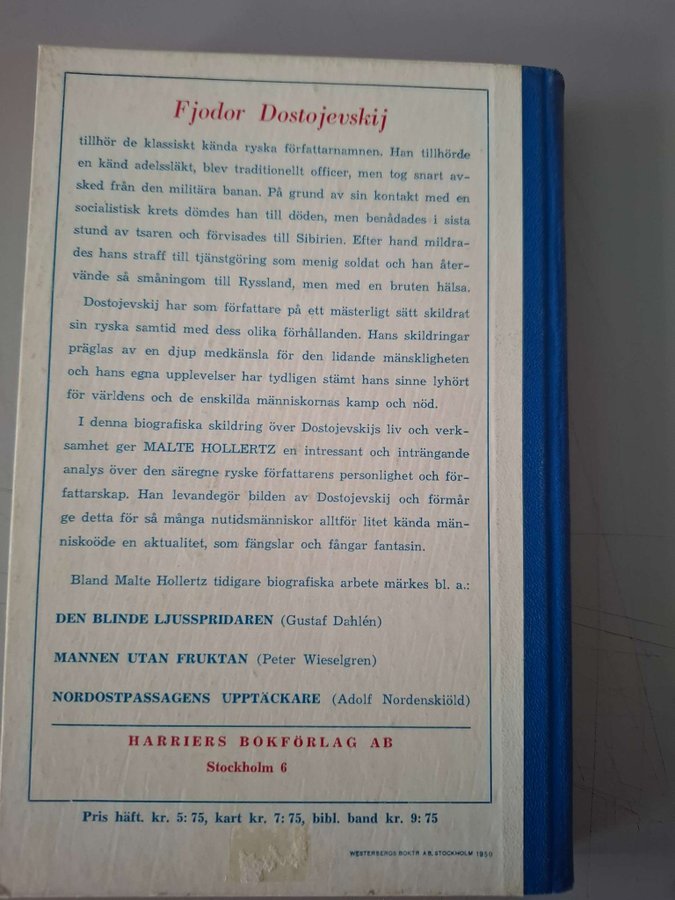 Fjodor Dostojevskij
tillhör de klassiskt kända ryska författarnamnen. Han tillhörde
en känd adelssläkt, blev traditionellt officer, men tog snart av-
sked från den militära banan. På grund av sin kontakt med en
socialistisk krets dömdes han till döden, men benådades i sista
stund av tsaren och förvisades till Sibirien. Efter hand mildra-
des hans straff till tjänstgöring som menig soldat och han åter-
vände så småningom till Ryssland, men med en bruten hälsa.
Dostojevskij har som författare på ett mästerligt sätt skildrat
sin ryska samtid med dess olika förhållanden. Hans skildringar
präglas av en djup medkänsla för den lidande mänskligheten
och hans egna upplevelser har tydligen stämt hans sinne lyhört
för världens och de enskilda människornas kamp och nöd.
I denna biografiska skildring över Dostojevskijs liv och verk-
samhet ger MALTE HOLLERTZ en intressant och inträngande
analys över den säregne ryske författarens personlighet och för-
fattarskap. Han levandegör bilden av Dostojevskij och förmår
ge detta för så många nutidsmänniskor alltför litet kända män-
niskoöde en aktualitet, som fängslar och fångar fantasin.
Bland Malte Hollertz tidigare biografiska arbete märkes bl. a.:
DEN BLINDE LJUSSPRIDAREN (Gustaf Dahlén)
MANNEN UTAN FRUKTAN (Peter Wieselgren)
NORDOSTPASSAGENS UPPTÄCKARE (Adolf Nordenskiöld)
HARRIERS BOKFÖRLAG AB
Stockholm 6
Pris häft. kr. 5:75, kart kr. 7:75, bibl. band kr. 9:75
WESTERBERGS BOKTR AB, STOCKHOLM 1950